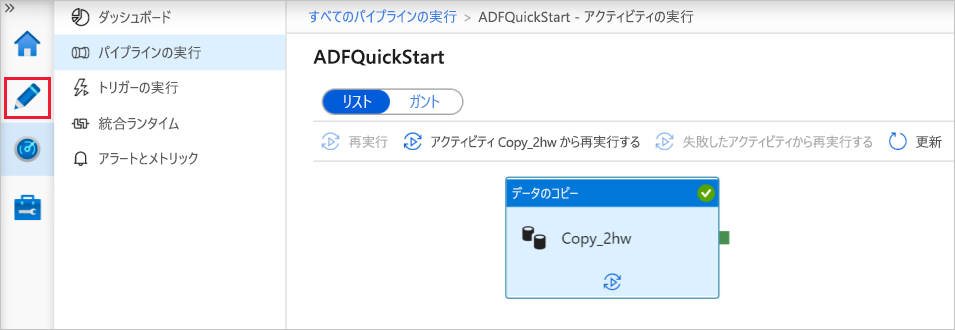 »
ダッシュボード
パイプラインの実行
トリガーの実行
統合ランタイム
アラートとメトリック
すべてのパイプラインの実行 > ADFQuickStart - アクティビティの実行
ADFQuickStart
リスト ガント
再実行 アクティビティ Copy_2hw から再実行する 失敗したアクティビティから再実行する 更新
データのコピー
Copy_2hw